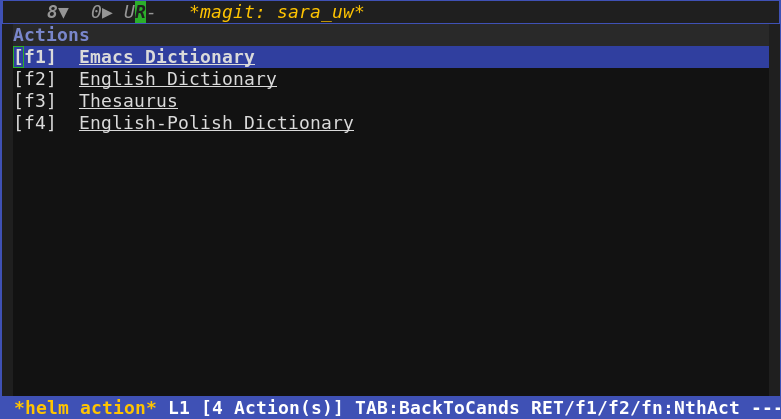 8▼ 0▶ UR- *magit: sara_uw*
Actions
[f1] Emacs Dictionary
[f2] English Dictionary
[f3] Thesaurus
[f4] English-Polish Dictionary
*helm action* L1 [4 Action(s)] TAB:BackToCands RET/f1/f2/fn:NthAct ---